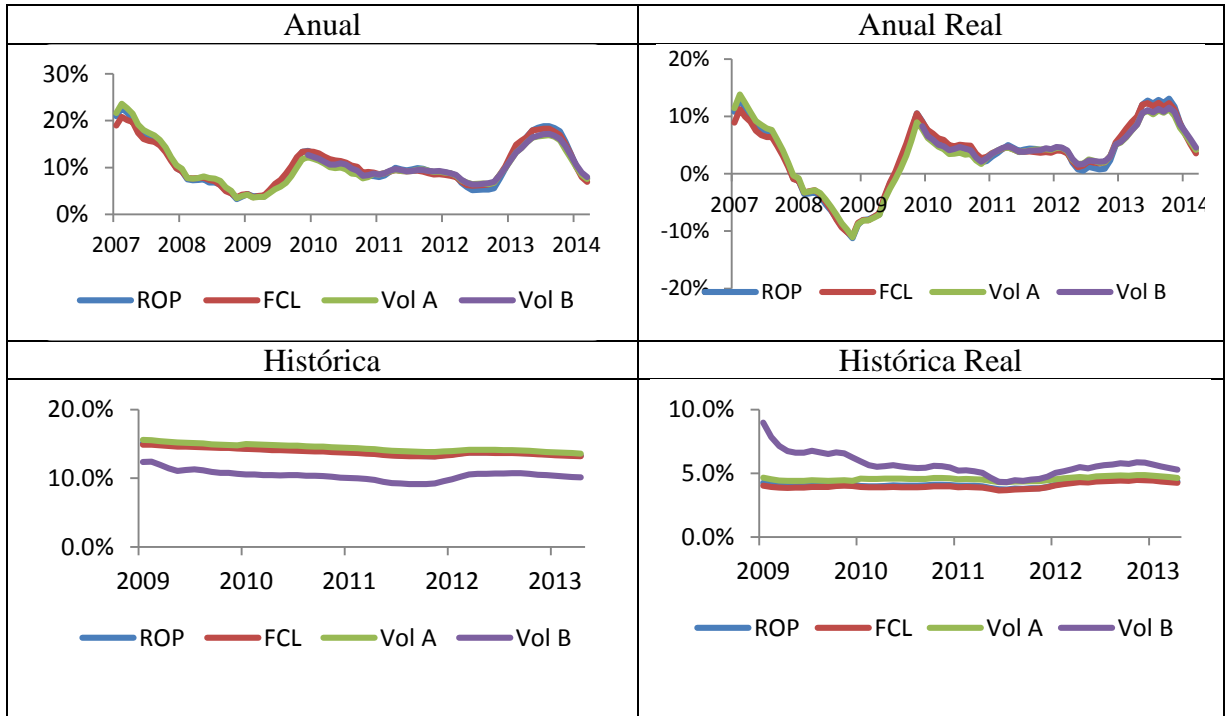 Anual
30%
20%
10%
0%
2007 2008 2009 2010 2011 2012 2013 2014
ROP FCL Vol A Vol B
Anual Real
20%
10%
0%
-10%
-20%
2007 2008 2009 2010 2011 2012 2013 2014
ROP FCL Vol A Vol B
Histórica
20.0%
10.0%
0.0%
2009 2010 2011 2012 2013
ROP FCL Vol A Vol B
Histórica Real
10.0%
5.0%
0.0%
2009 2010 2011 2012 2013
ROP FCL Vol A Vol B